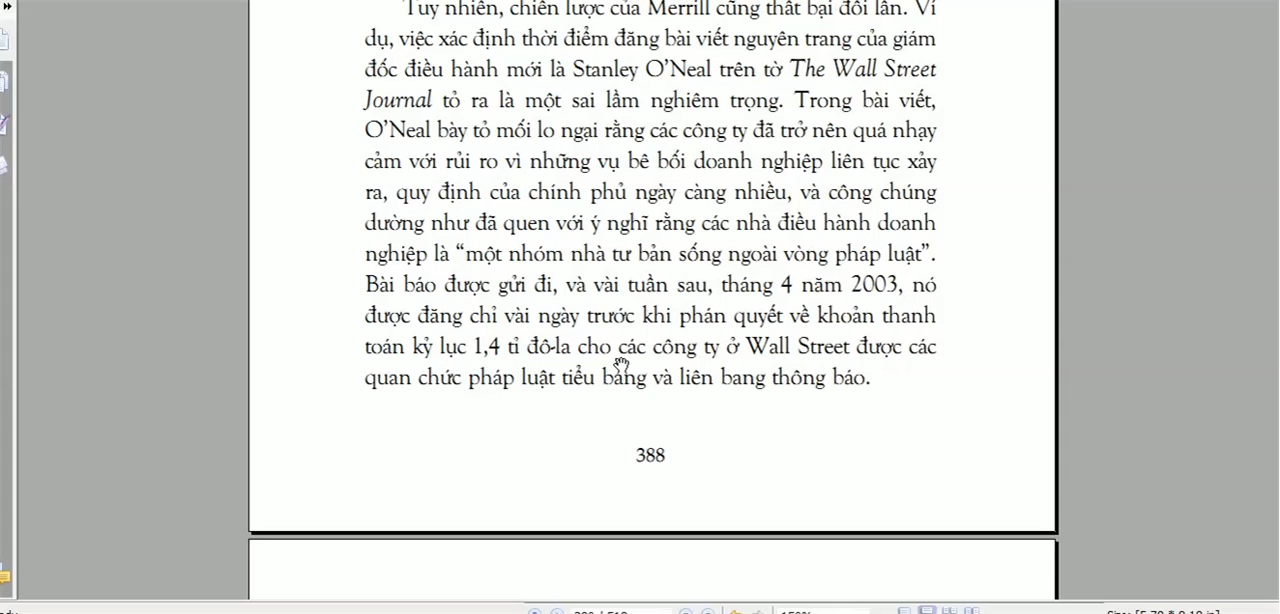 Tuy nhiên, chiến lược của Merrill cũng thất bại đôi lần. Ví
dụ, việc xác định thời điểm đăng bài viết nguyên trang của giám
đốc điều hành mới là Stanley O’Neal trên tờ The Wall Street
Journal tỏ ra là một sai lầm nghiêm trọng. Trong bài viết,
O’Neal bày tỏ mối lo ngại rằng các công ty đã trở nên quá nhạy
cảm với rủi ro vì những vụ bê bối doanh nghiệp liên tục xảy
ra, quy định của chính phủ ngày càng nhiều, và công chúng
dường như đã quen với ý nghĩ rằng các nhà điều hành doanh
nghiệp là “một nhóm nhà tư bản sống ngoài vòng pháp luật”.
Bài báo được gửi đi, và vài tuần sau, tháng 4 năm 2003, nó
được đăng chỉ vài ngày trước khi phán quyết về khoản thanh
toán kỷ lục 1,4 tỉ đô-la cho các công ty ở Wall Street được các
quan chức pháp luật tiểu bang và liên bang thông báo.
388